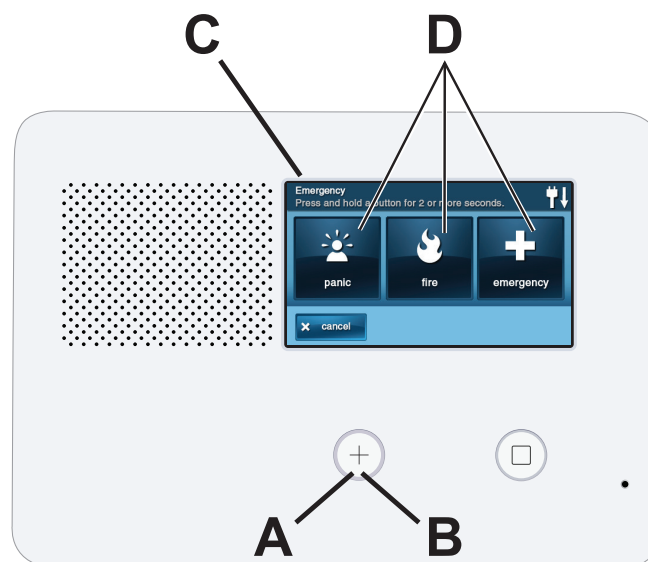 C D
Emergency
Press and hold a button for 2 or more seconds.
panic fire emergency
cancel
A B